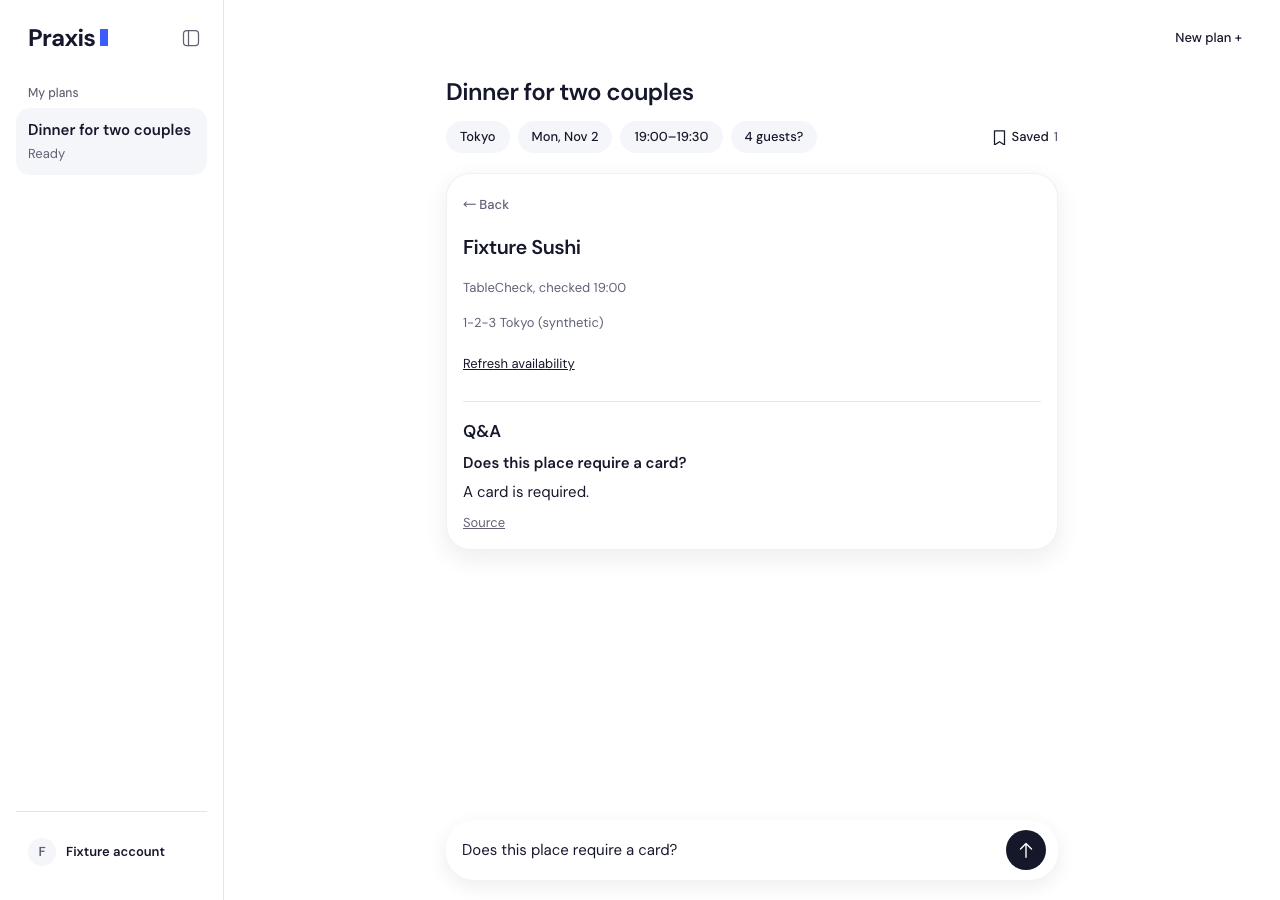 Praxis
New plan +
My plans
Dinner for two couples
Ready
Dinner for two couples
Tokyo
Mon, Nov 2
19:00–19:30
4 guests?
Saved 1
← Back
Fixture Sushi
TableCheck, checked 19:00
1-2-3 Tokyo (synthetic)
Refresh availability
Q&A
Does this place require a card?
A card is required.
Source
Does this place require a card?
F
Fixture account